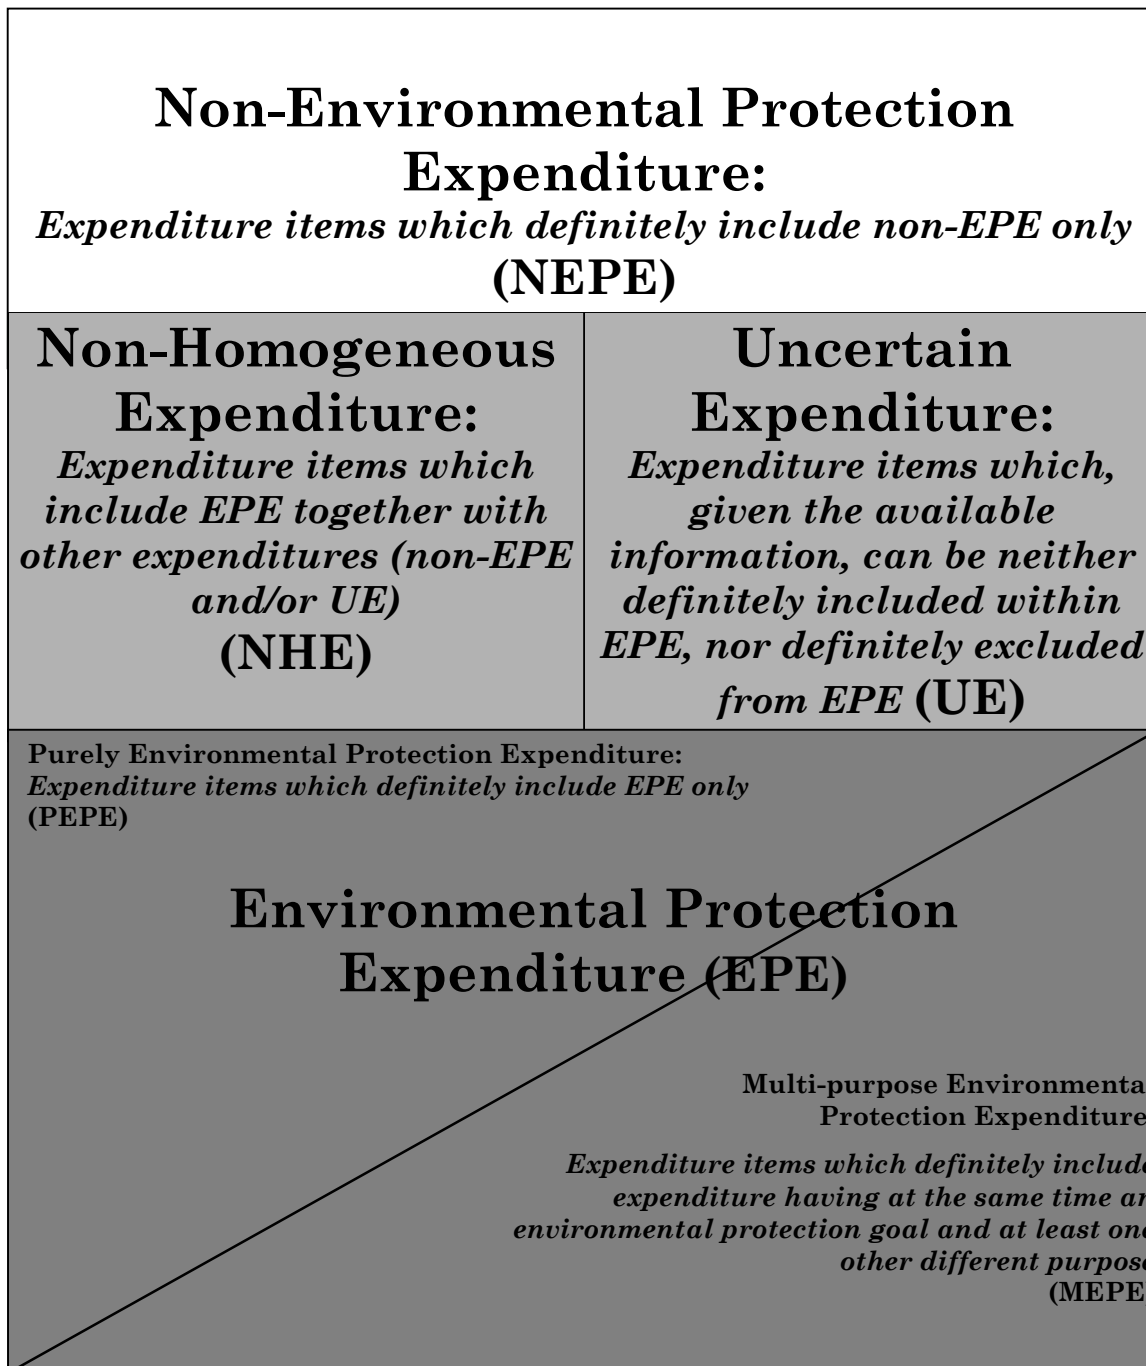 Non-Environmental Protection
Expenditure:
Expenditure items which definitely include non-EPE only
(NEPE)
Non-Homogeneous
Expenditure:
Expenditure items which
include EPE together with
other expenditures (non-EPE
and/or UE)
(NHE)
Uncertain
Expenditure:
Expenditure items which,
given the available
information, can be neither
definitely included within
EPE, nor definitely excluded
from EPE (UE)
Purely Environmental Protection Expenditure:
Expenditure items which definitely include EPE only
(PEPE)
Environmental Protection
Expenditure (EPE)
Multi-purpose Environmenta
Protection Expenditure
Expenditure items which definitely include
expenditure having at the same time an
environmental protection goal and at least one
other different purpose
(MEPE